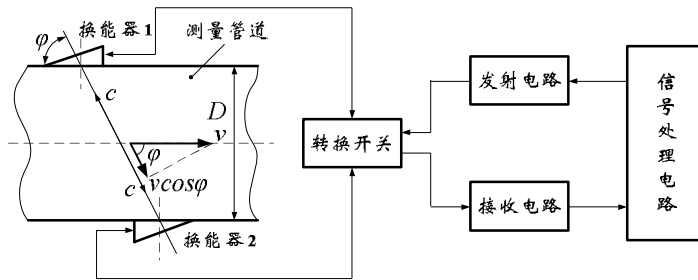 换能器1
测量管道
φ
c
D
v
φ
c
vcosφ
换能器2
转换开关
发射电路
接收电路
信号处理电路